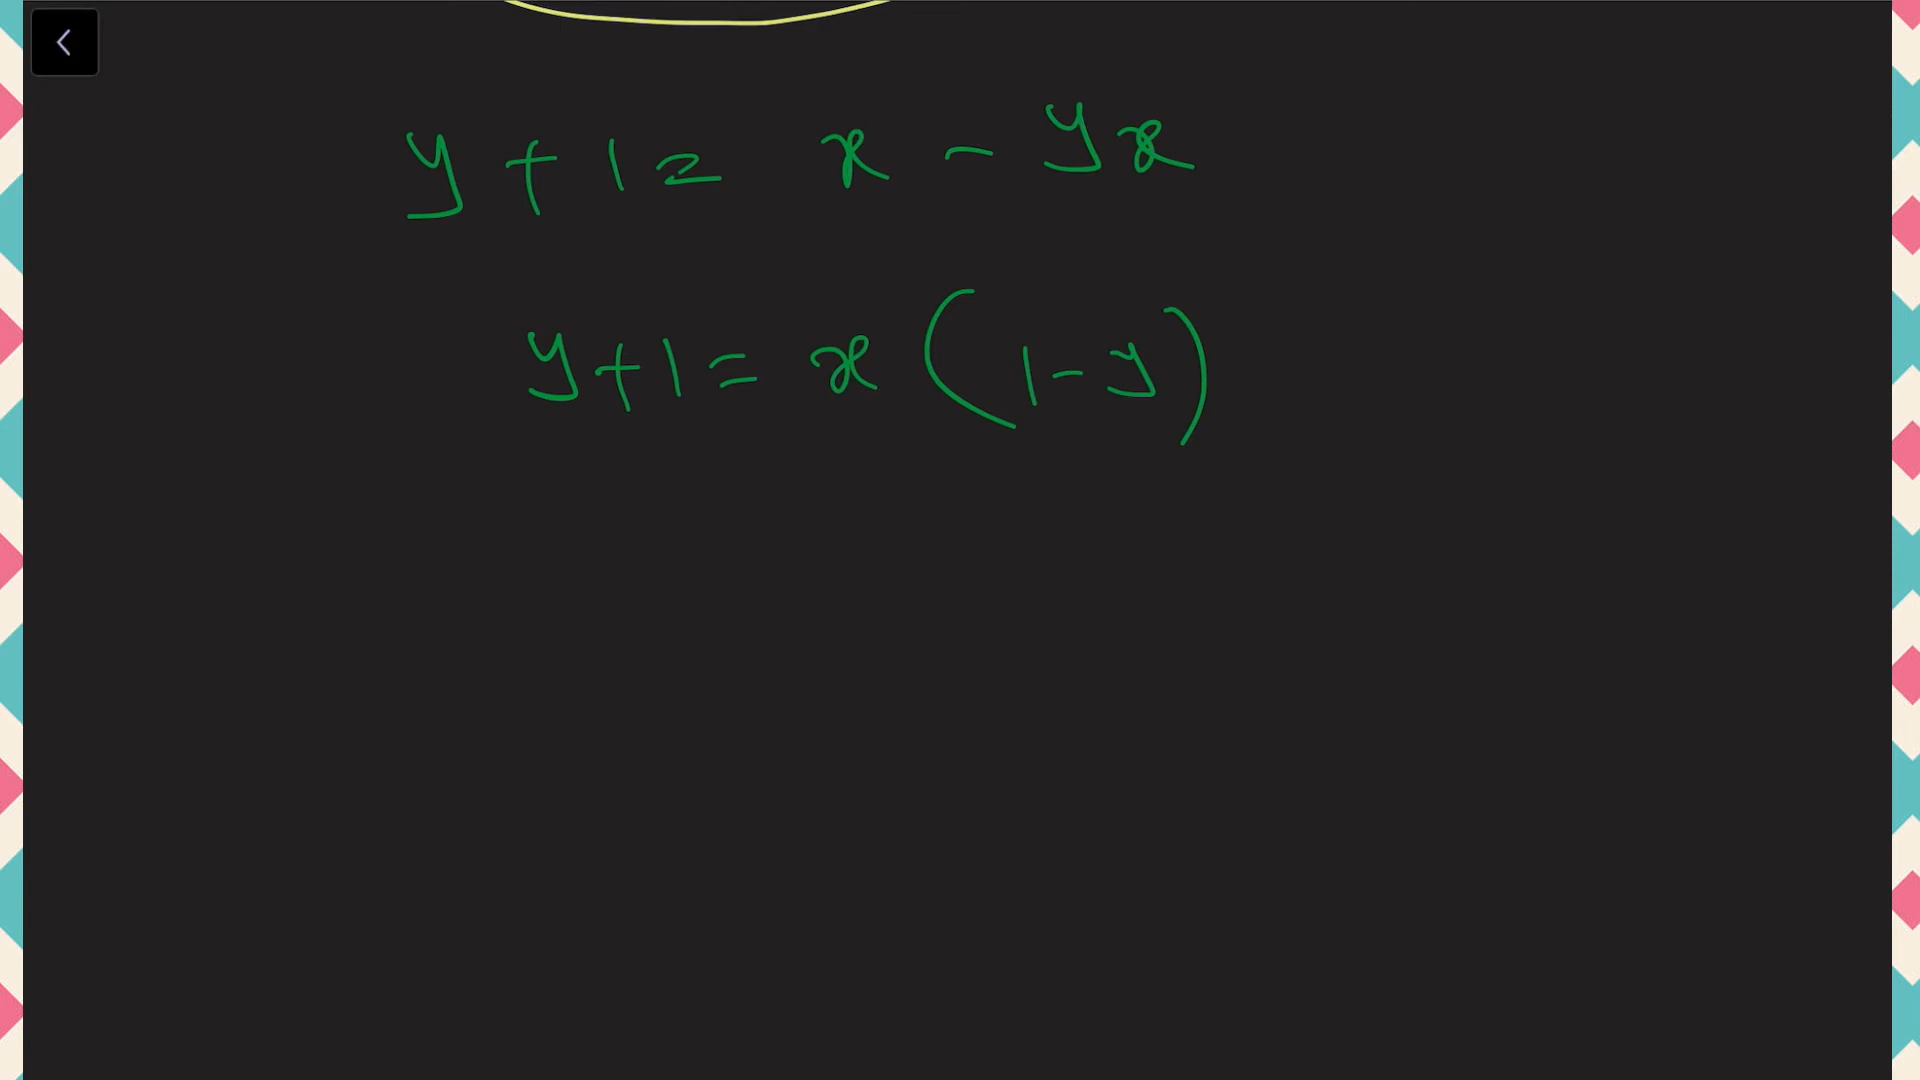 y + 1 = x - yx
y + 1 = x (1 - y)